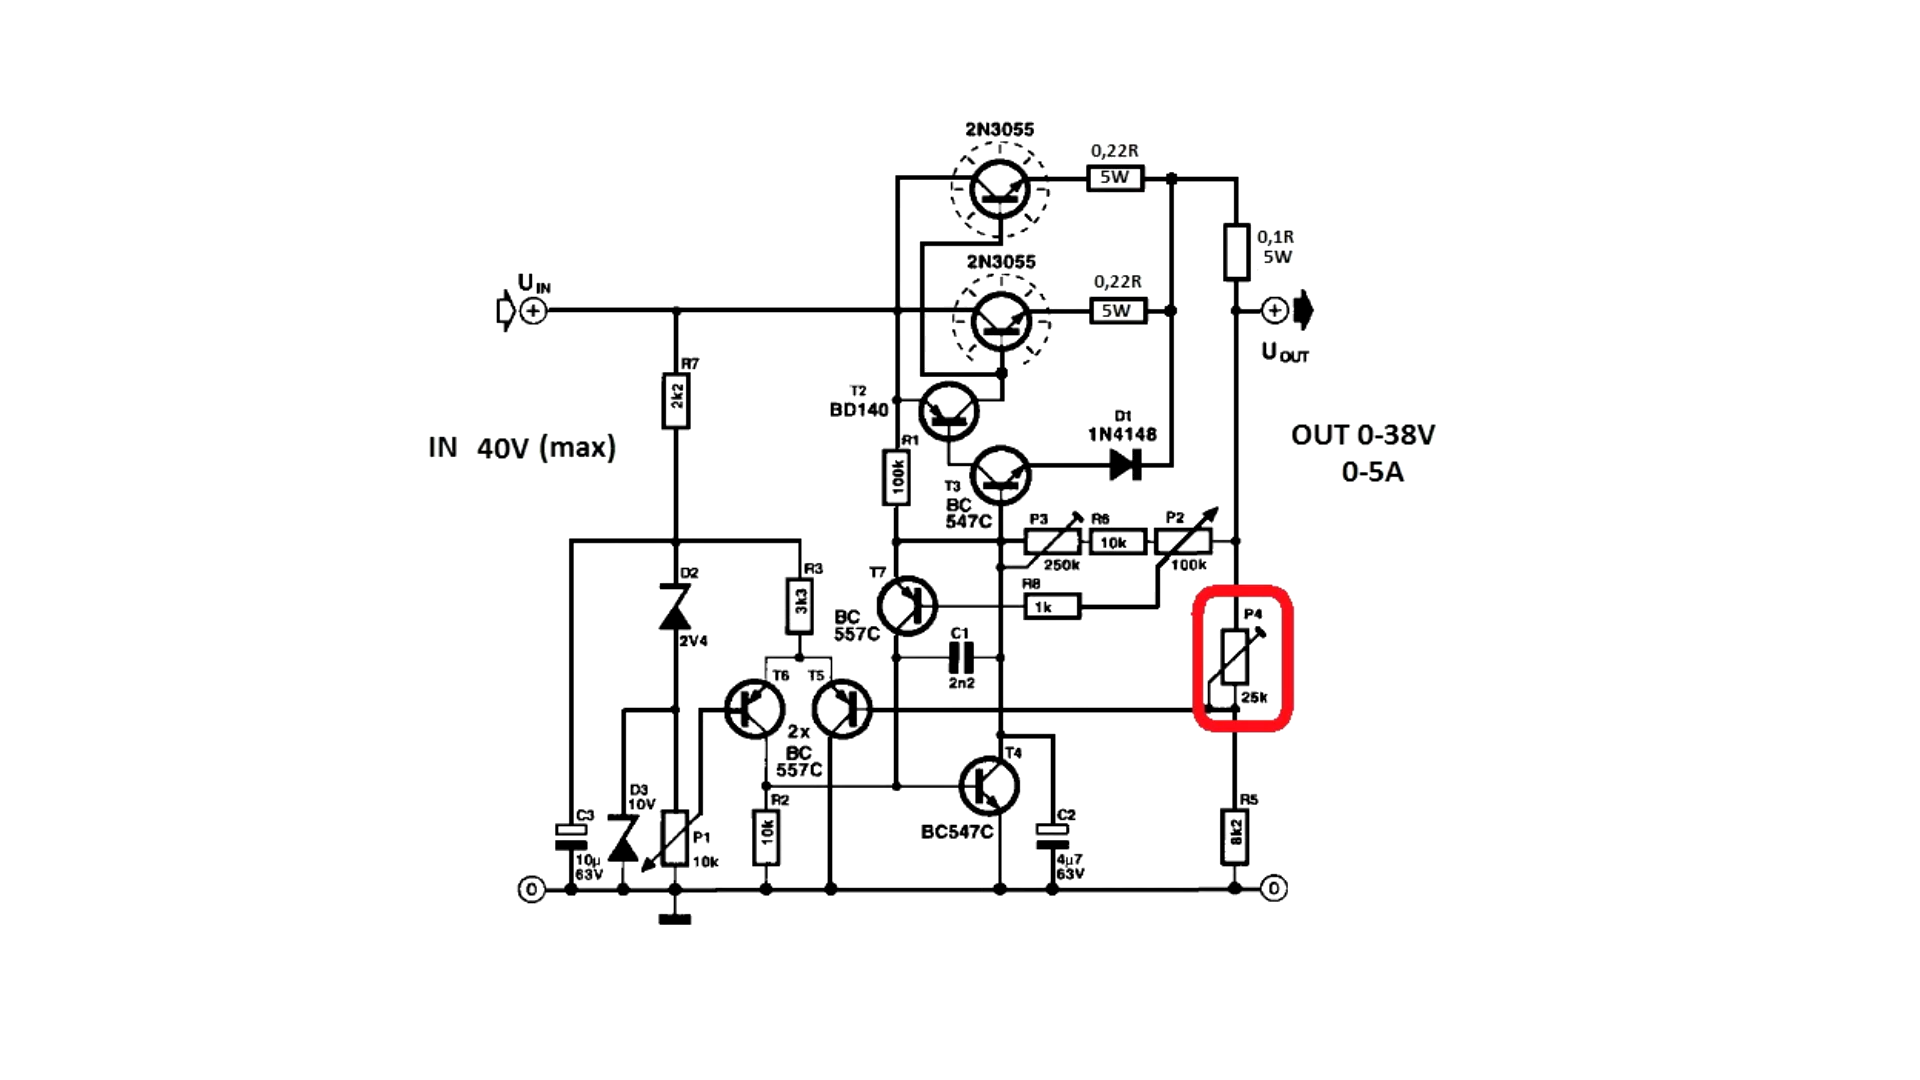 2N3055
0,22R
5W
0,1R
5W
2N3055
0,22R
5W
U IN
+
+
U OUT
R7
2k2
T2
BD140
IN 40V (max)
D1
1N4148
OUT 0-38V
0-5A
R1
100k
T3
BC
547C
P3
R6
P2
10k
250k
100k
T7
D2
R3
3k3
R8
1k
BC
557C
2V4
C1
2n2
P4
25k
T6
T5
2x
BC
557C
T4
D3
10V
R2
10k
R5
8k2
C3
10µ
63V
P1
10k
BC547C
C2
4µ7
63V
0
0